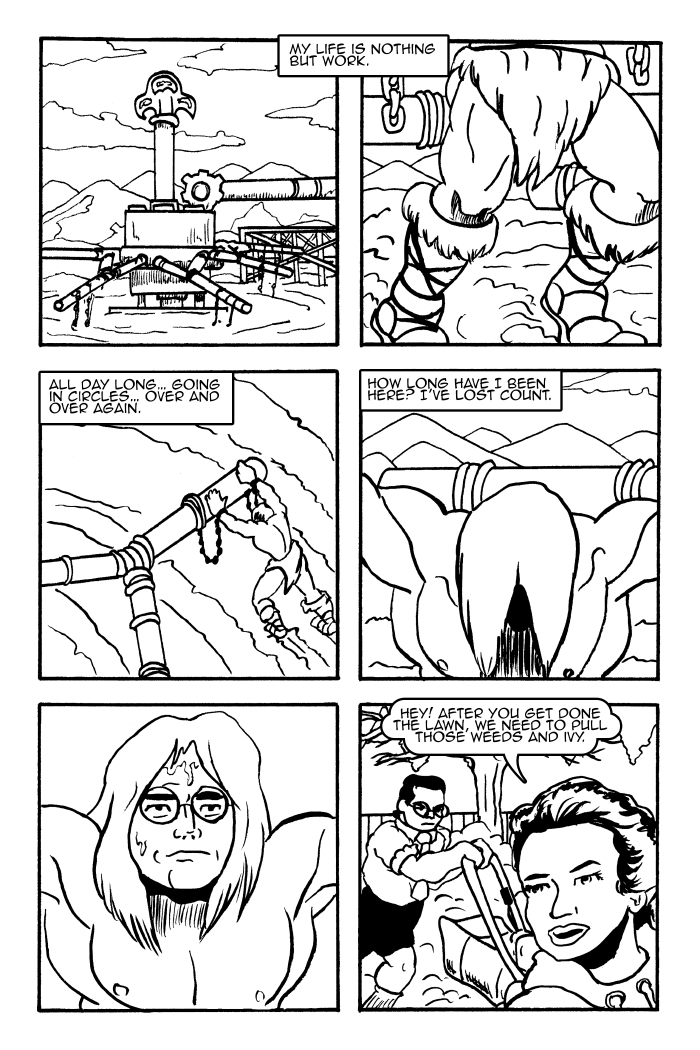 MY LIFE IS NOTHING
BUT WORK.
ALL DAY LONG... GOING
IN CIRCLES... OVER AND
OVER AGAIN.
HOW LONG HAVE I BEEN
HERE? I'VE LOST COUNT.
HEY! AFTER YOU GET DONE
THE LAWN, WE NEED TO PULL
THOSE WEEDS AND IVY.